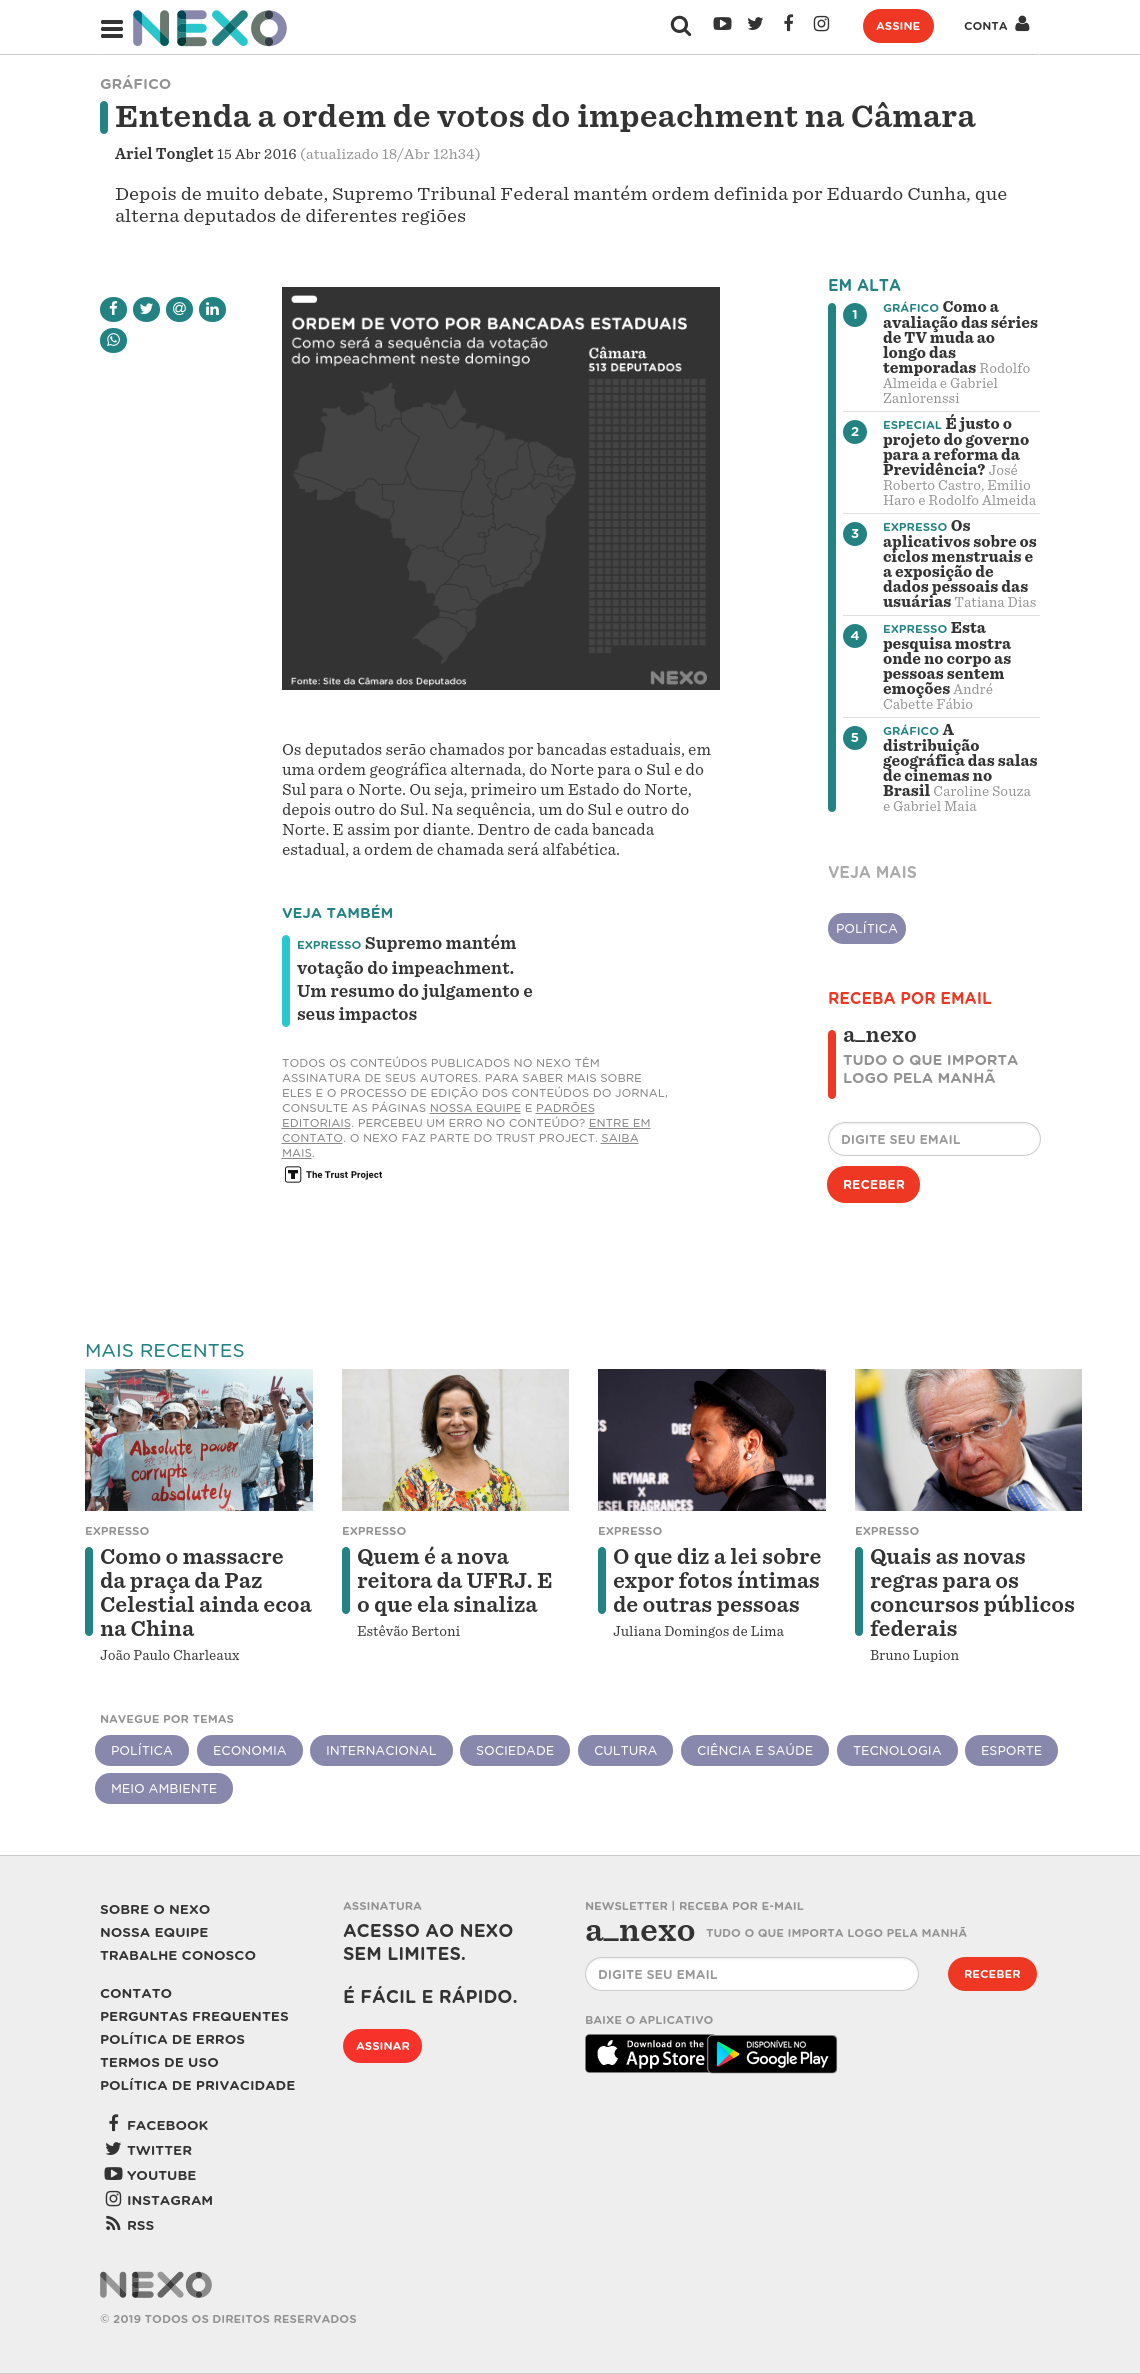 NEXO
ASSINE
CONTA
GRÁFICO
Entenda a ordem de votos do impeachment na Câmara
Ariel Tonglet 15 Abr 2016 (atualizado 18/Abr 12h34)
Depois de muito debate, Supremo Tribunal Federal mantém ordem definida por Eduardo Cunha, que
alterna deputados de diferentes regiões
ORDEM DE VOTO POR BANCADAS ESTADUAIS
Como será a sequência da votação
do impeachment neste domingo
Câmara
513 DEPUTADOS
Fonte: Site da Câmara dos Deputados
NEXO
Os deputados serão chamados por bancadas estaduais, em
uma ordem geográfica alternada, do Norte para o Sul e do
Sul para o Norte. Ou seja, primeiro um Estado do Norte,
depois outro do Sul. Na sequência, um do Sul e outro do
Norte. E assim por diante. Dentro de cada bancada
estadual, a ordem de chamada será alfabética.
VEJA TAMBÉM
EXPRESSO Supremo mantém
votação do impeachment.
Um resumo do julgamento e
seus impactos
TODOS OS CONTEÚDOS PUBLICADOS NO NEXO TÊM
ASSINATURA DE SEUS AUTORES. PARA SABER MAIS SOBRE
ELES E O PROCESSO DE EDIÇÃO DOS CONTEÚDOS DO JORNAL,
CONSULTE AS PÁGINAS NOSSA EQUIPE E PADRÕES
EDITORIAIS. PERCEBEU UM ERRO NO CONTEÚDO? ENTRE EM
CONTATO. O NEXO FAZ PARTE DO TRUST PROJECT. SAIBA
MAIS.
T The Trust Project
EM ALTA
1 GRÁFICO Como a
avaliação das séries
de TV muda ao
longo das
temporadas Rodolfo
Almeida e Gabriel
Zanlorenssi
2 ESPECIAL É justo o
projeto do governo
para a reforma da
Previdência? José
Roberto Castro, Emilio
Haro e Rodolfo Almeida
3 EXPRESSO Os
aplicativos sobre os
ciclos menstruais e
a exposição de
dados pessoais das
usuárias Tatiana Dias
4 EXPRESSO Esta
pesquisa mostra
onde no corpo as
pessoas sentem
emoções André
Cabette Fábio
5 GRÁFICO A
distribuição
geográfica das salas
de cinemas no
Brasil Caroline Souza
e Gabriel Maia
VEJA MAIS
POLÍTICA
RECEBA POR EMAIL
a_nexo
TUDO O QUE IMPORTA
LOGO PELA MANHÃ
DIGITE SEU EMAIL
RECEBER
MAIS RECENTES
Absolute power
corrupts
absolutely
EXPRESSO
Como o massacre
da praça da Paz
Celestial ainda ecoa
na China
João Paulo Charleaux
EXPRESSO
Quem é a nova
reitora da UFRJ. E
o que ela sinaliza
Estêvão Bertoni
DIES
NEYMAR JR
X
ESEL FRAGRANCES
YMAR JR
EXPRESSO
O que diz a lei sobre
expor fotos íntimas
de outras pessoas
Juliana Domingos de Lima
EXPRESSO
Quais as novas
regras para os
concursos públicos
federais
Bruno Lupion
NAVEGUE POR TEMAS
POLÍTICA ECONOMIA INTERNACIONAL SOCIEDADE CULTURA CIÊNCIA E SAÚDE TECNOLOGIA ESPORTE
MEIO AMBIENTE
SOBRE O NEXO
NOSSA EQUIPE
TRABALHE CONOSCO
CONTATO
PERGUNTAS FREQUENTES
POLÍTICA DE ERROS
TERMOS DE USO
POLÍTICA DE PRIVACIDADE
FACEBOOK
TWITTER
YOUTUBE
INSTAGRAM
RSS
NEXO
© 2019 TODOS OS DIREITOS RESERVADOS
ASSINATURA
ACESSO AO NEXO
SEM LIMITES.
É FÁCIL E RÁPIDO.
ASSINAR
NEWSLETTER | RECEBA POR E-MAIL
a_nexo TUDO O QUE IMPORTA LOGO PELA MANHÃ
DIGITE SEU EMAIL
RECEBER
BAIXE O APLICATIVO
Download on the
App Store
DISPONÍVEL NO
Google Play